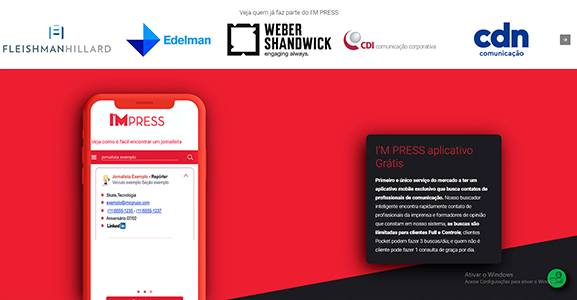 Veja quem já faz parte do I'M PRESS
FLEISHMANHILLARD
Edelman
WEBER
SHANDWICK
engaging always.
CDI comunicação corporativa
cdn
comunicação
I'M PRESS
Veja como é fácil encontrar um jornalista.
jornalista exemplo
Jornalista Exemplo - Repórter
Veículo exemplo Seção exemplo
Skate,Tecnologia
exemplo@imcgrupo.com
(11)5555-1236 - (11)5555-1237
Aniversário 07/02
Linkedin
I'M PRESS aplicativo
Grátis
Primeiro e único serviço do mercado a ter um
aplicativo mobile exclusivo que busca contatos de
profissionais de comunicação. Nosso buscador
inteligente encontra rapidamente contato de
profissionais da imprensa e formadores de opinião
que constam em nosso sistema, as buscas são
ilimitadas para clientes Full e Controle; clientes
Pocket podem fazer 3 buscas/dia; e quem não é
cliente pode fazer 1 consulta de graça por dia.
Ativar o Windows
Acesse Configurações para ativar o Windows.